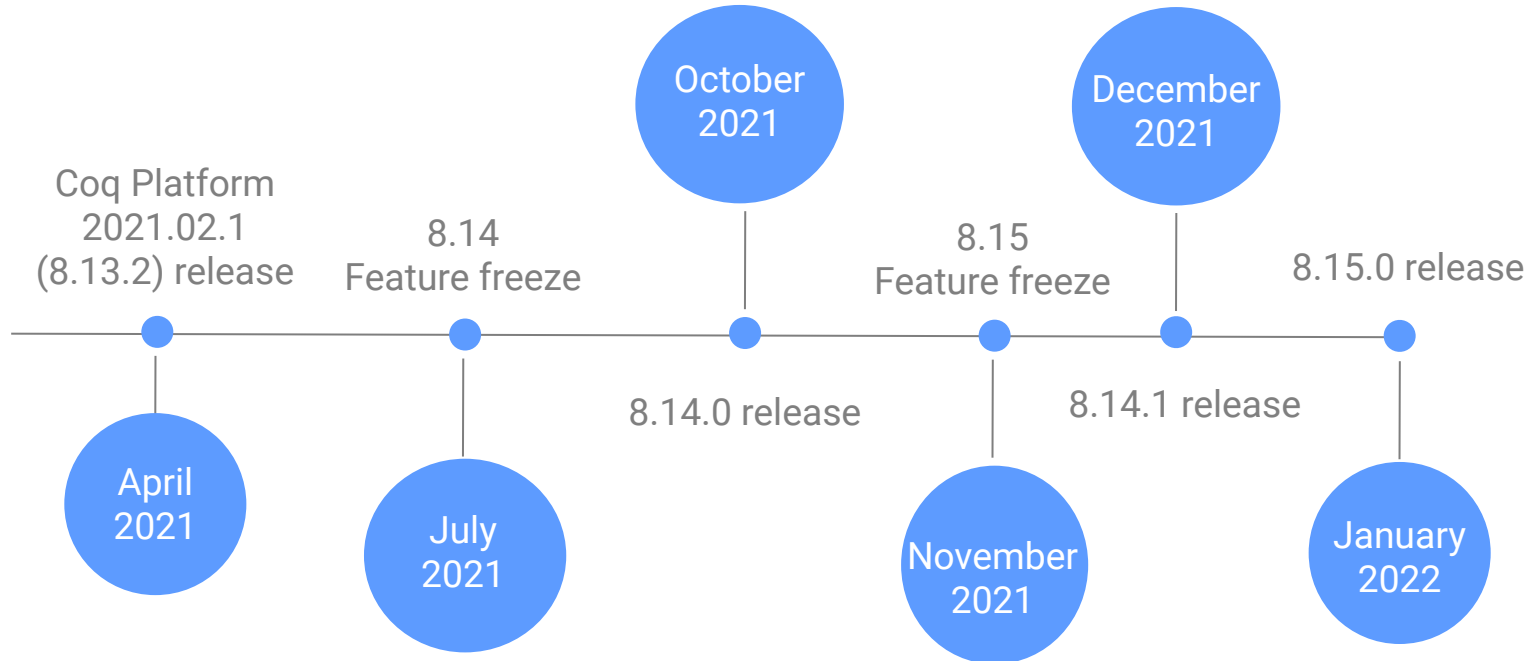 Coq Platform
2021.02.1
(8.13.2) release
April
2021
8.14
Feature freeze
July
2021
October
2021
8.14.0 release
8.15
Feature freeze
November
2021
December
2021
8.14.1 release
8.15.0 release
January
2022